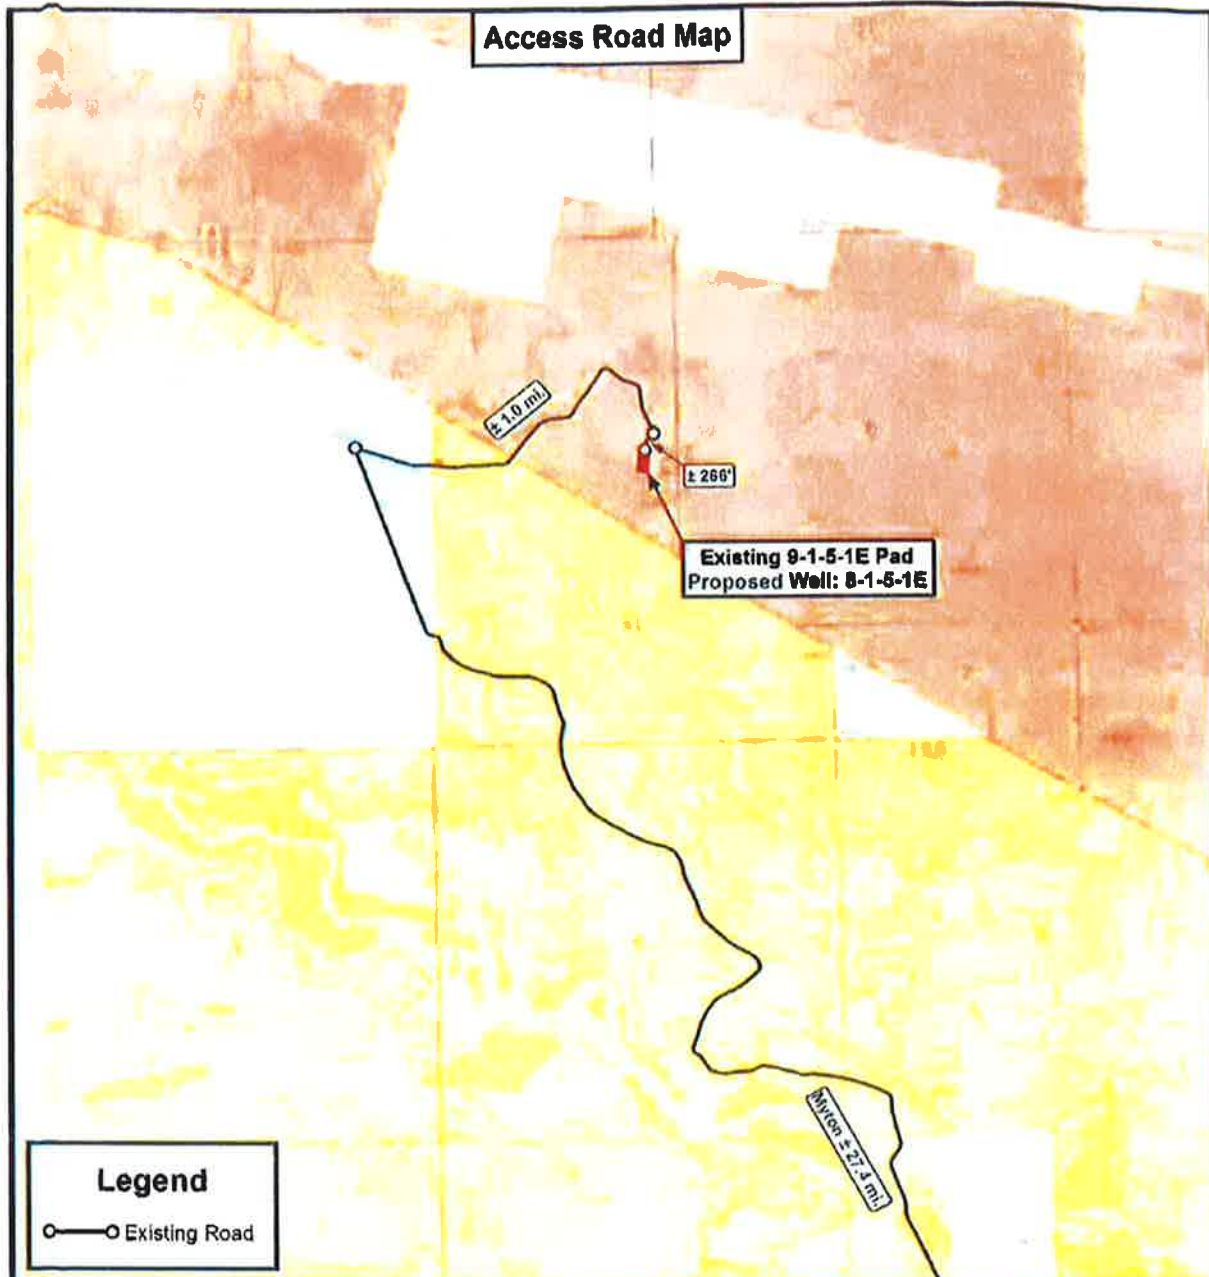 Access Road Map
± 1.0 mi.
± 266'
Existing 9-1-5-1E Pad
Proposed Well: 8-1-5-1E
Myton ± 27.4 mi.
Legend
Existing Road